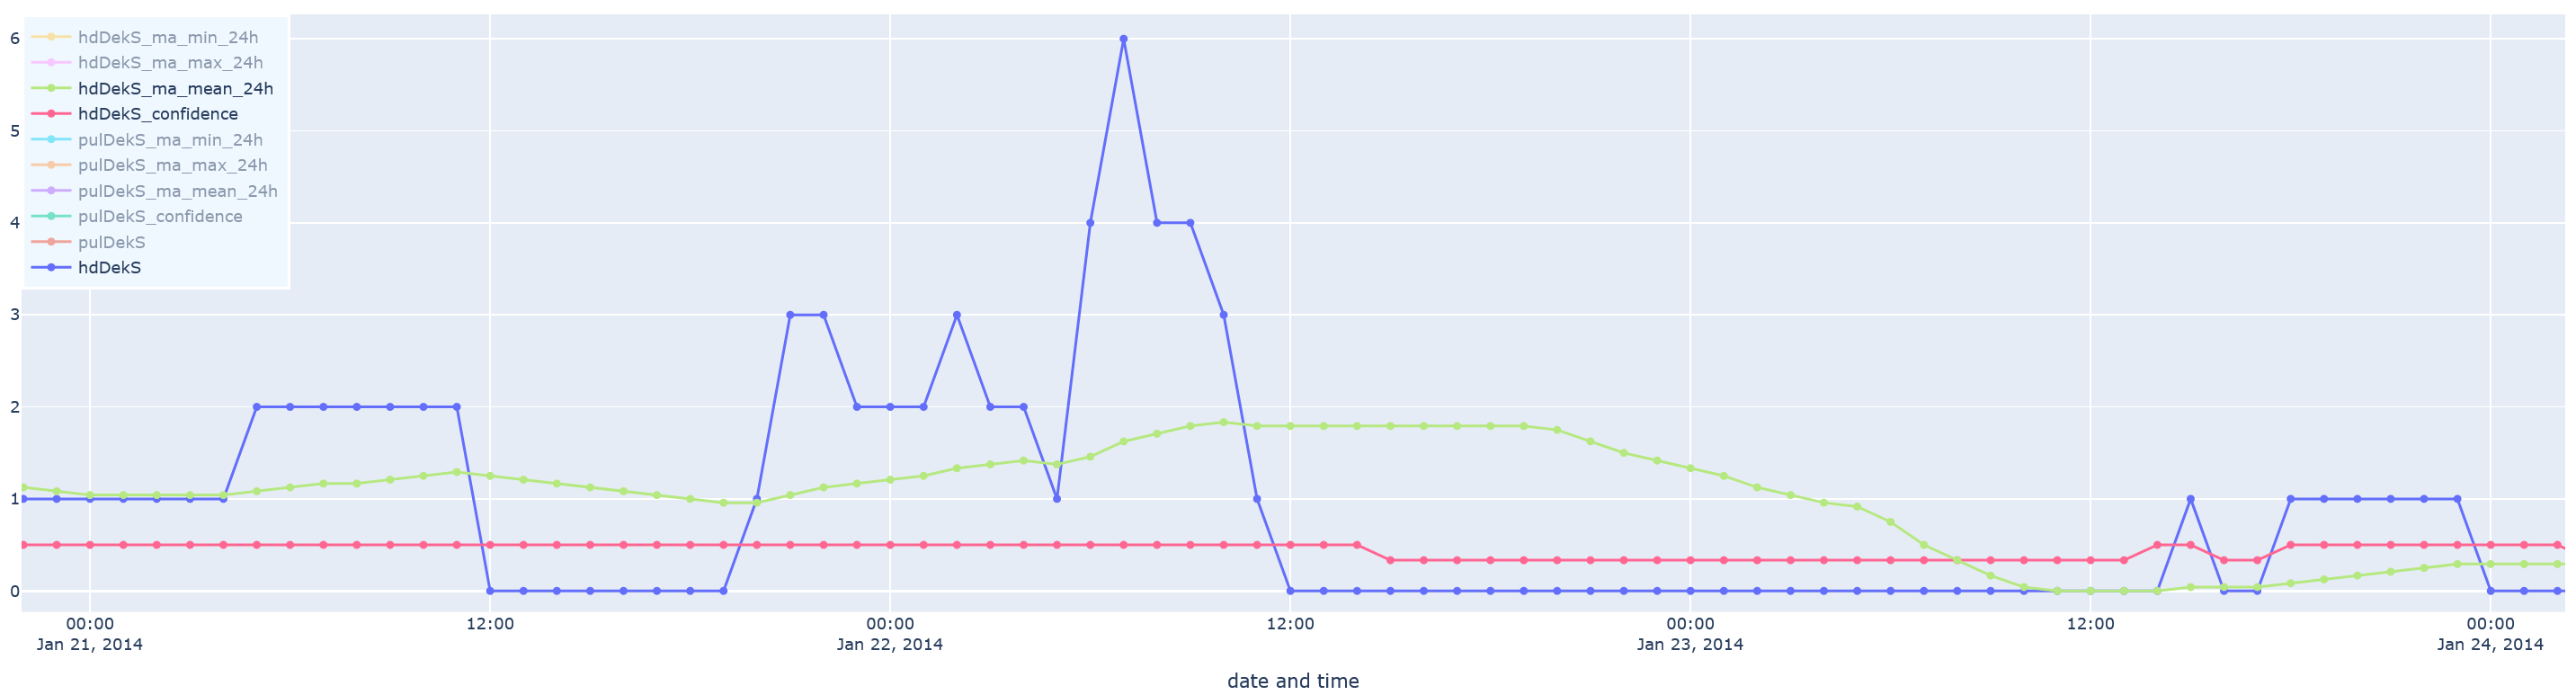 hdDekS_ma_min_24h
hdDekS_ma_max_24h
hdDekS_ma_mean_24h
hdDekS_confidence
pulDekS_ma_min_24h
pulDekS_ma_max_24h
pulDekS_ma_mean_24h
pulDekS_confidence
pulDekS
hdDekS
6
5
4
3
2
1
0
00:00 12:00 00:00 12:00 00:00 12:00 00:00
Jan 21, 2014 Jan 22, 2014 Jan 23, 2014 Jan 24, 2014
date and time